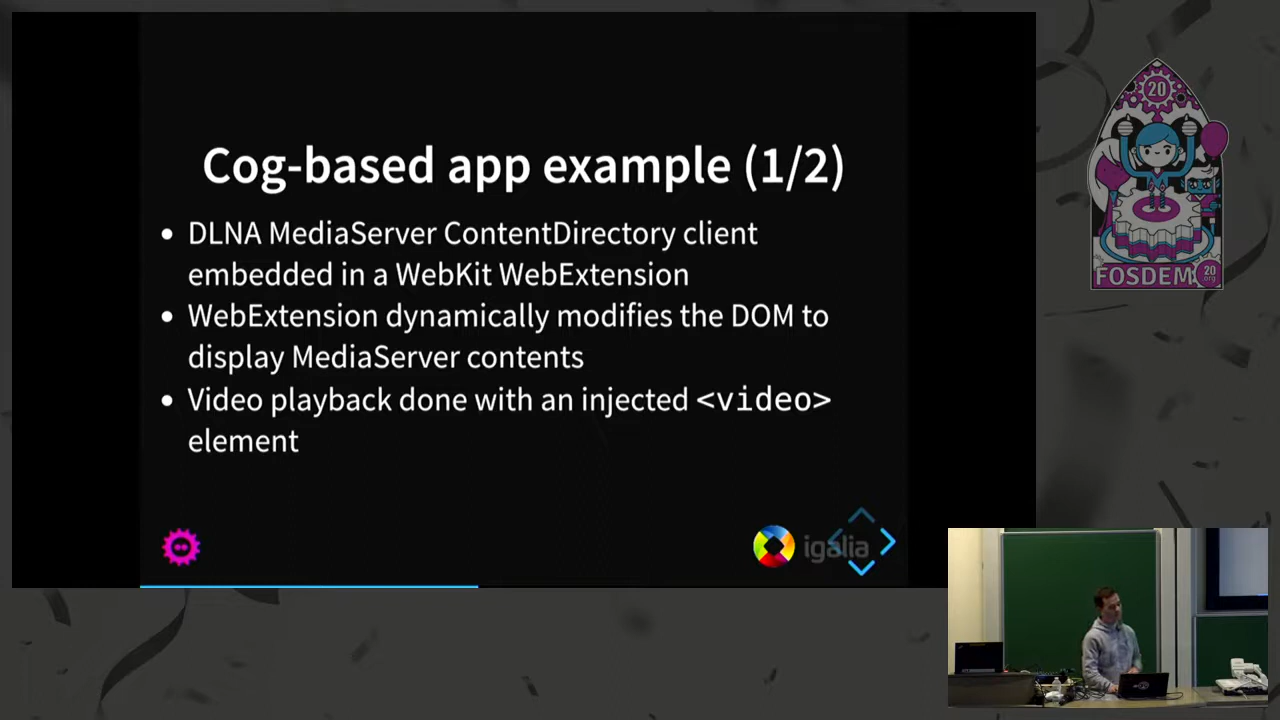 Cog-based app example (1/2)
DLNA MediaServer ContentDirectory client
embedded in a WebKit WebExtension
WebExtension dynamically modifies the DOM to
display MediaServer contents
Video playback done with an injected <video>
element
igalia
20
FOSDEM
20
org